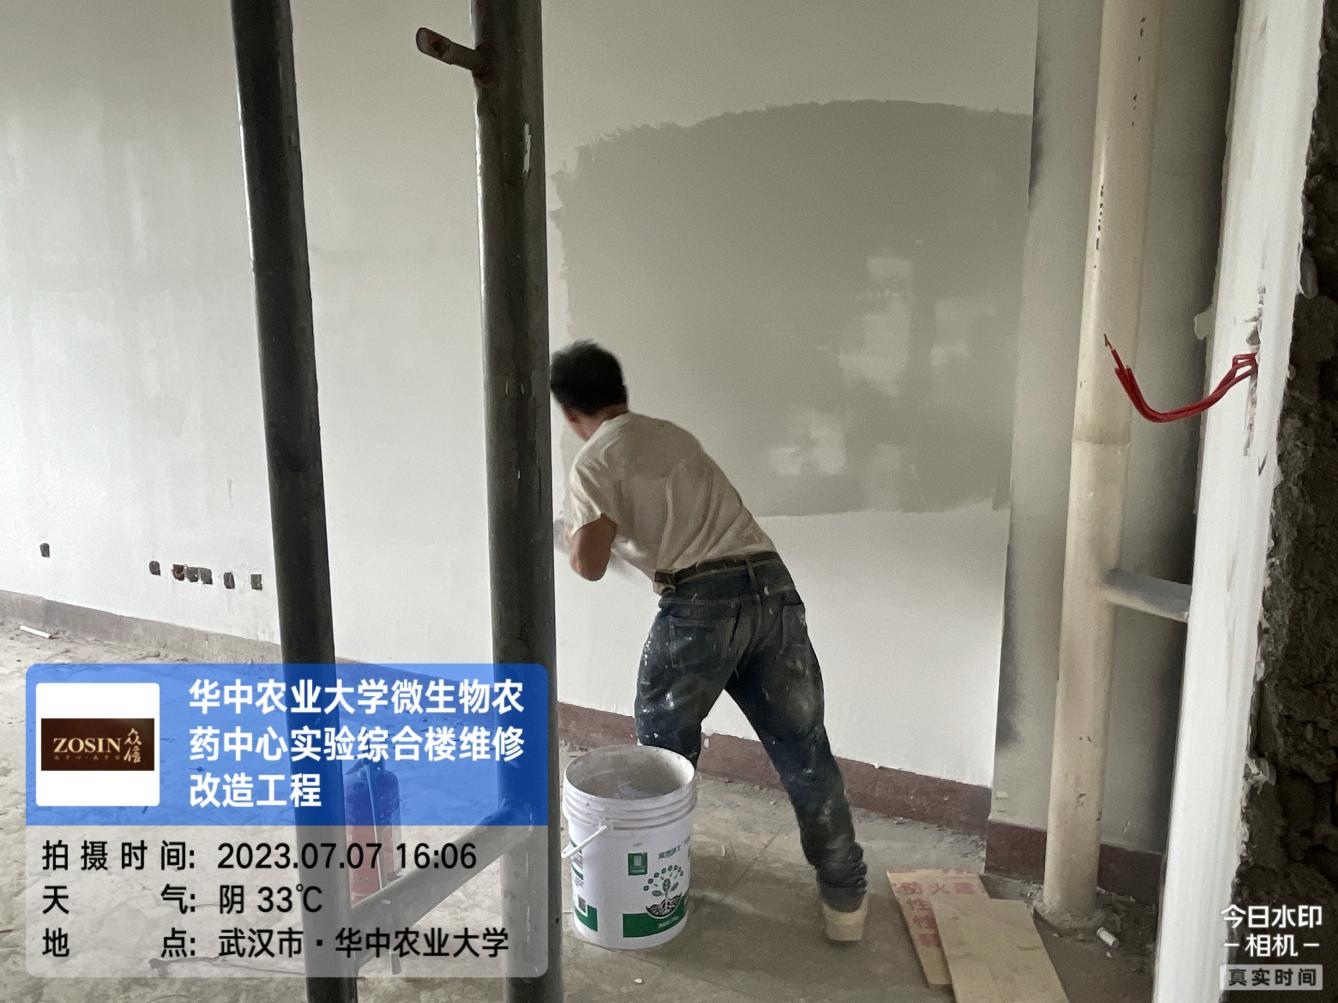 华中农业大学微生物农
药中心实验综合楼维修
改造工程
ZOSIN 众信
拍摄时间: 2023.07.07 16:06
天气: 阴 33℃
地点: 武汉市·华中农业大学
今日水印
相机
真实时间